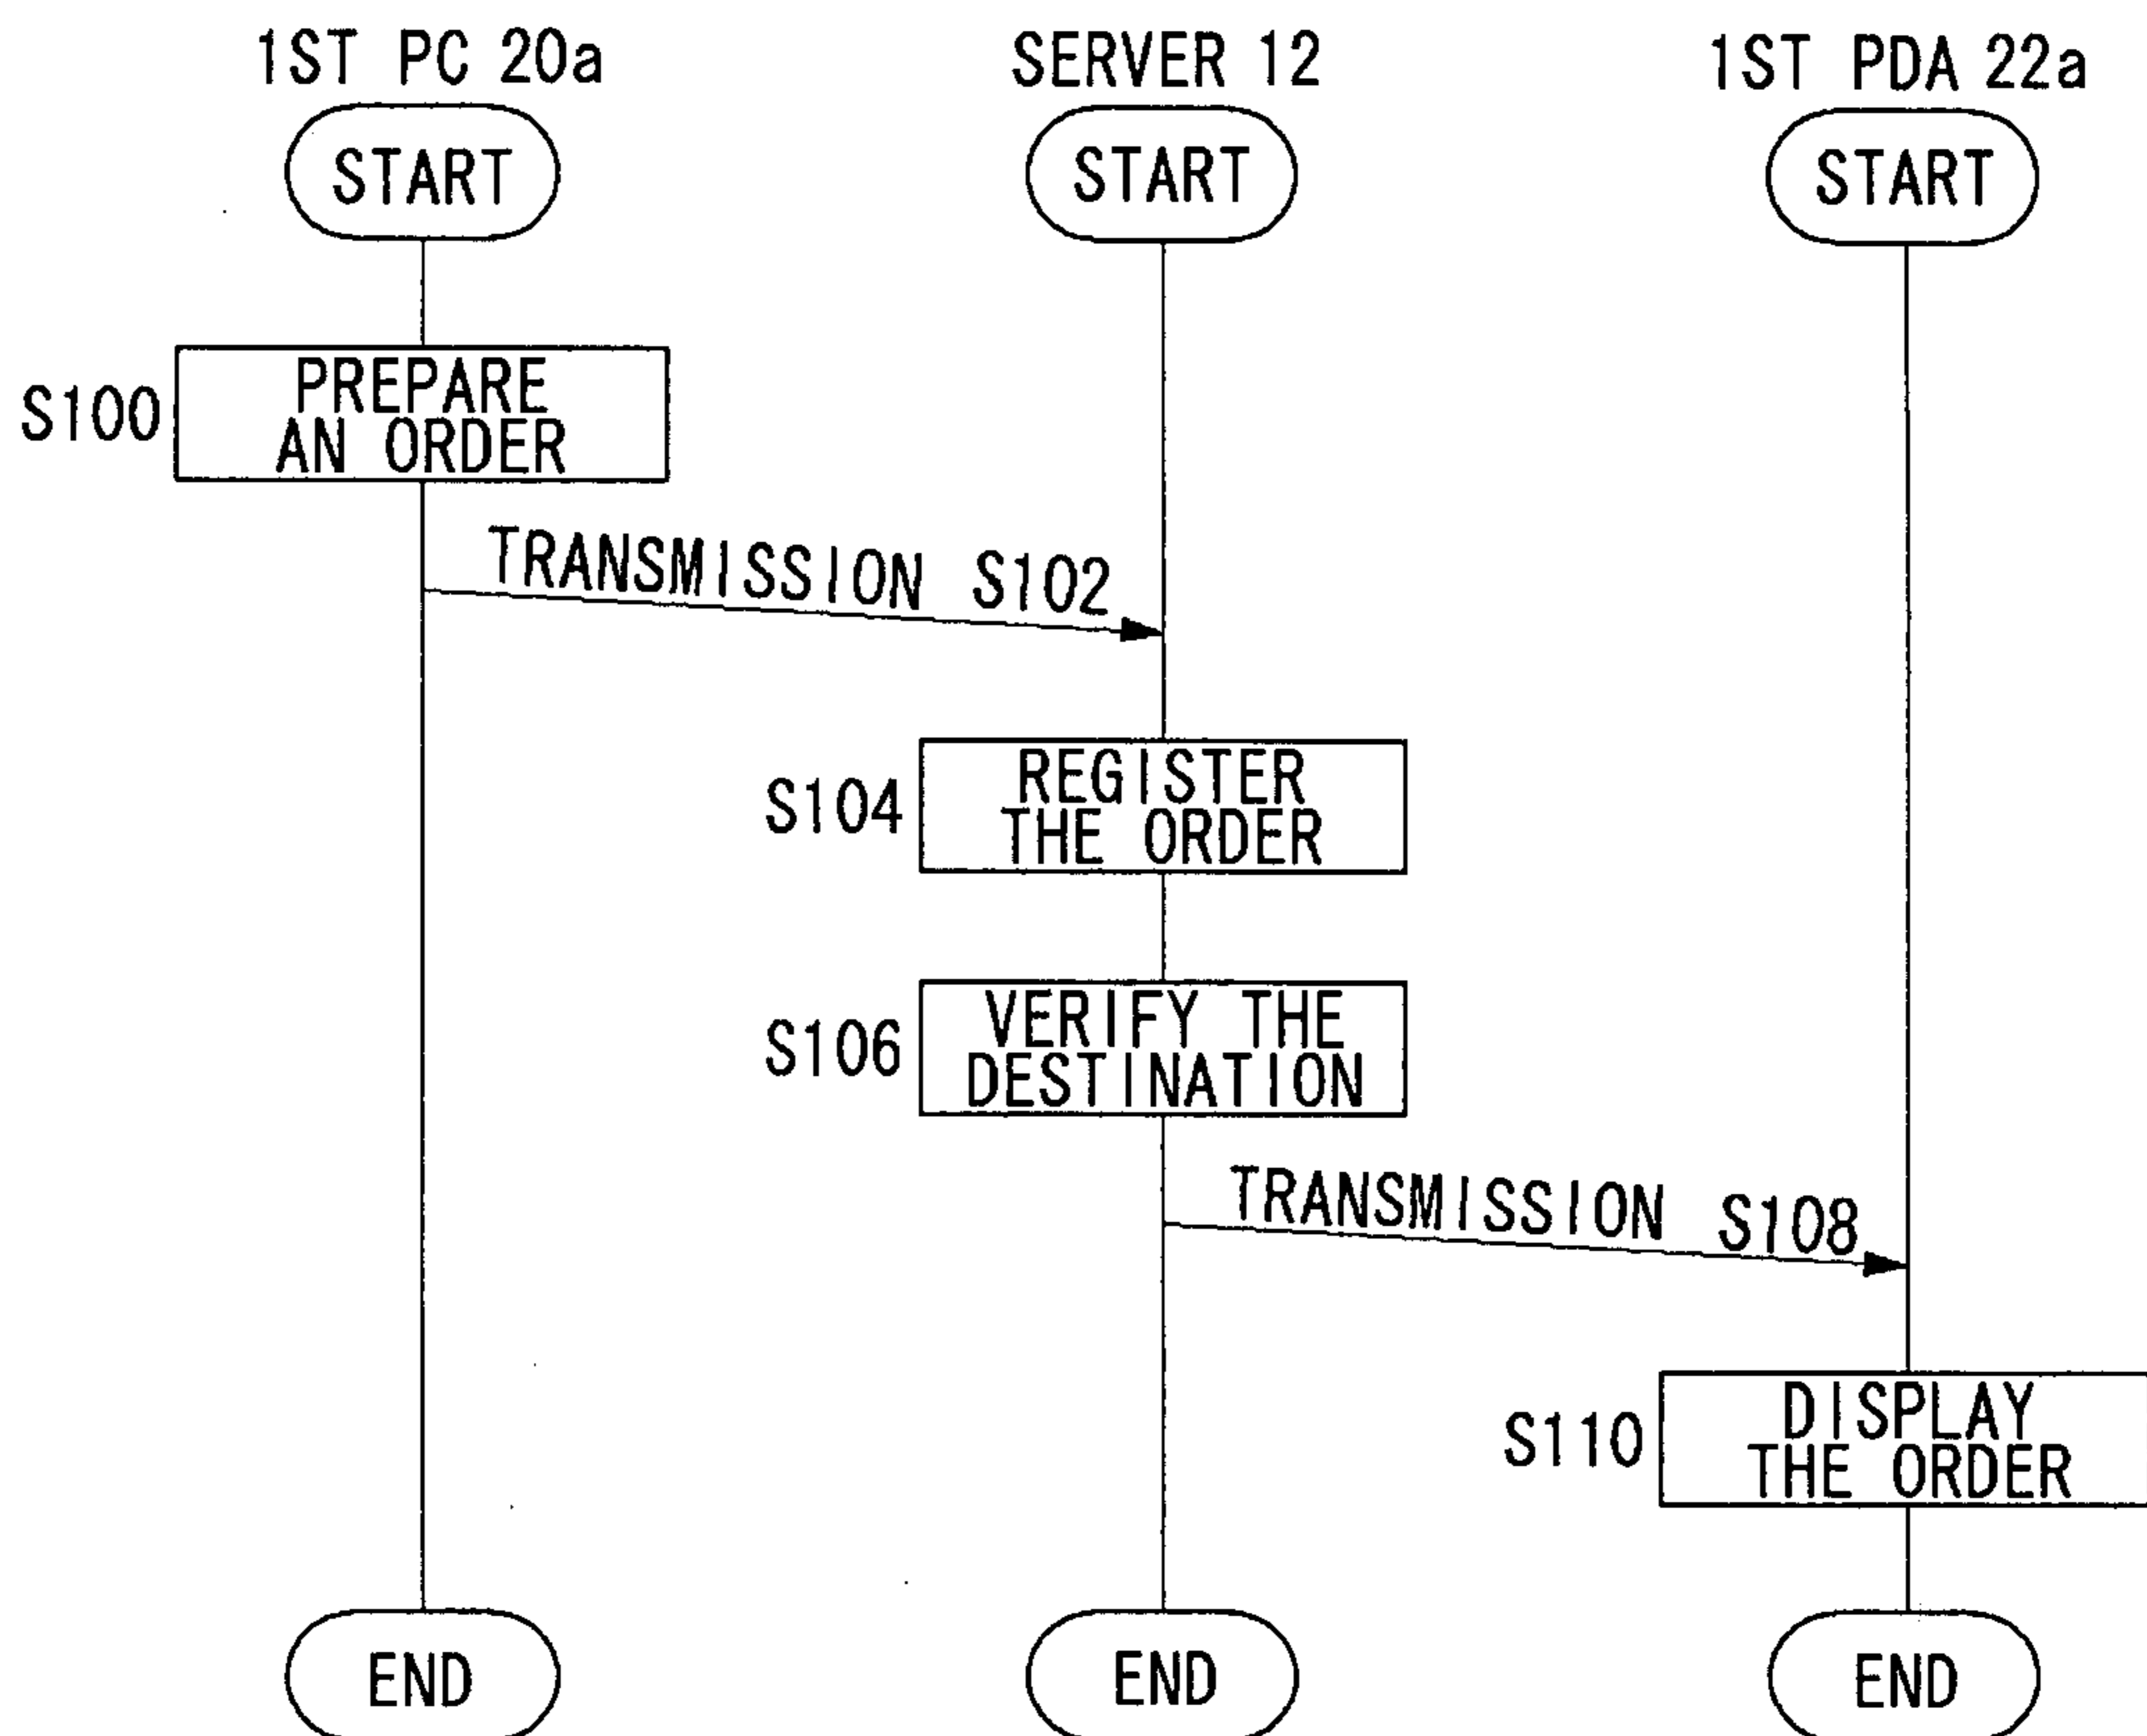 1ST PC 20a
SERVER 12
1ST PDA 22a
START
START
START
S100
PREPARE
AN ORDER
TRANSMISSION S102
S104
REGISTER
THE ORDER
S106
VERIFY THE
DESTINATION
TRANSMISSION S108
S110
DISPLAY
THE ORDER
END
END
END